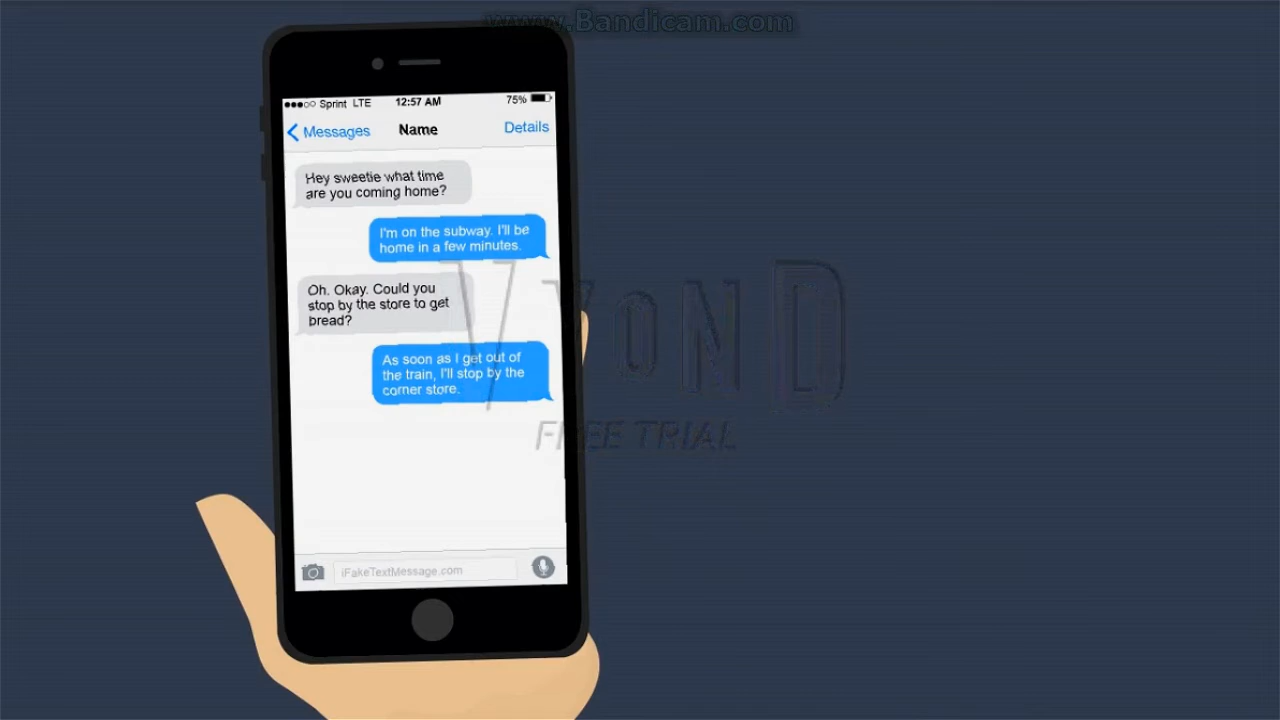 www.Bandicam.com
Sprint LTE 12:57 AM 75%
Messages Name Details
Hey sweetie what time
are you coming home?
I'm on the subway. I'll be
home in a few minutes.
Oh. Okay. Could you
stop by the store to get
bread?
As soon as I get out of
the train, I'll stop by the
corner store.
VYOND
FREE TRIAL
iFakeTextMessage.com